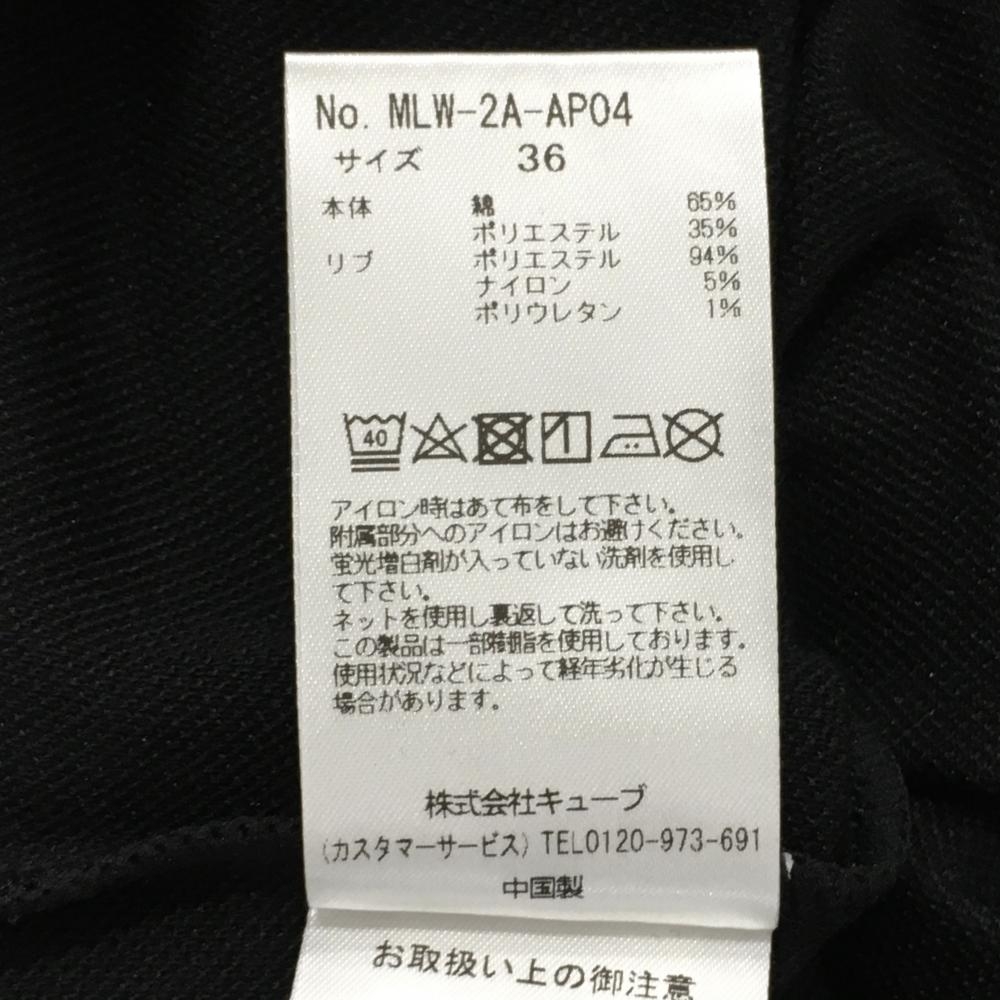 No. MLW-2A-AP04
サイズ 36
本体 綿 65%
ポリエステル 35%
リブ ポリエステル 94%
ナイロン 5%
ポリウレタン 1%
40
アイロン時はあて布をして下さい。
附属部分へのアイロンはお避けください。
蛍光増白剤が入っていない洗剤を使用し
て下さい。
ネットを使用し裏返して洗って下さい。
この製品は一部樹脂を使用しております。
使用状況などによって経年劣化が生じる
場合があります。
株式会社キューブ
(カスタマーサービス) TEL0120-973-691
中国製
お取扱い上の御注意